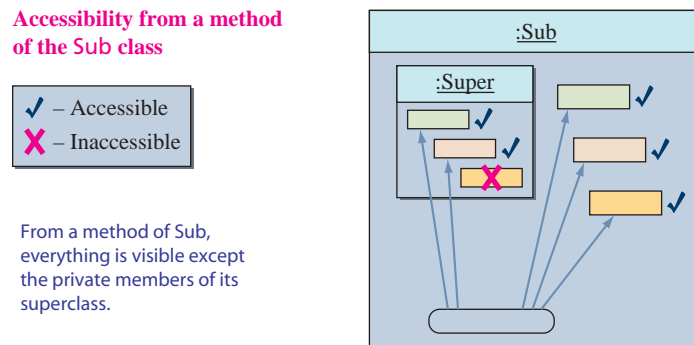 Accessibility from a method
of the Sub class
– Accessible
– Inaccessible
From a method of Sub,
everything is visible except
the private members of its
superclass.
:Sub
:Super